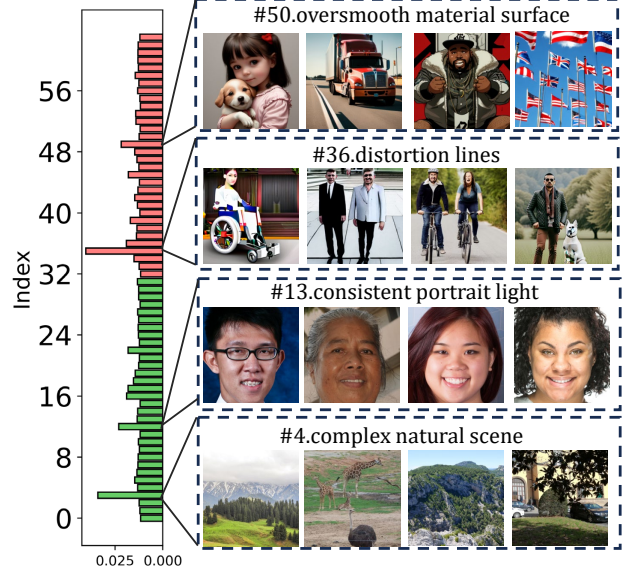 #50.oversmooth material surface
#36.distortion lines
#13.consistent portrait light
#4.complex natural scene
Index
56
48
40
32
24
16
8
0
0.025 0.000